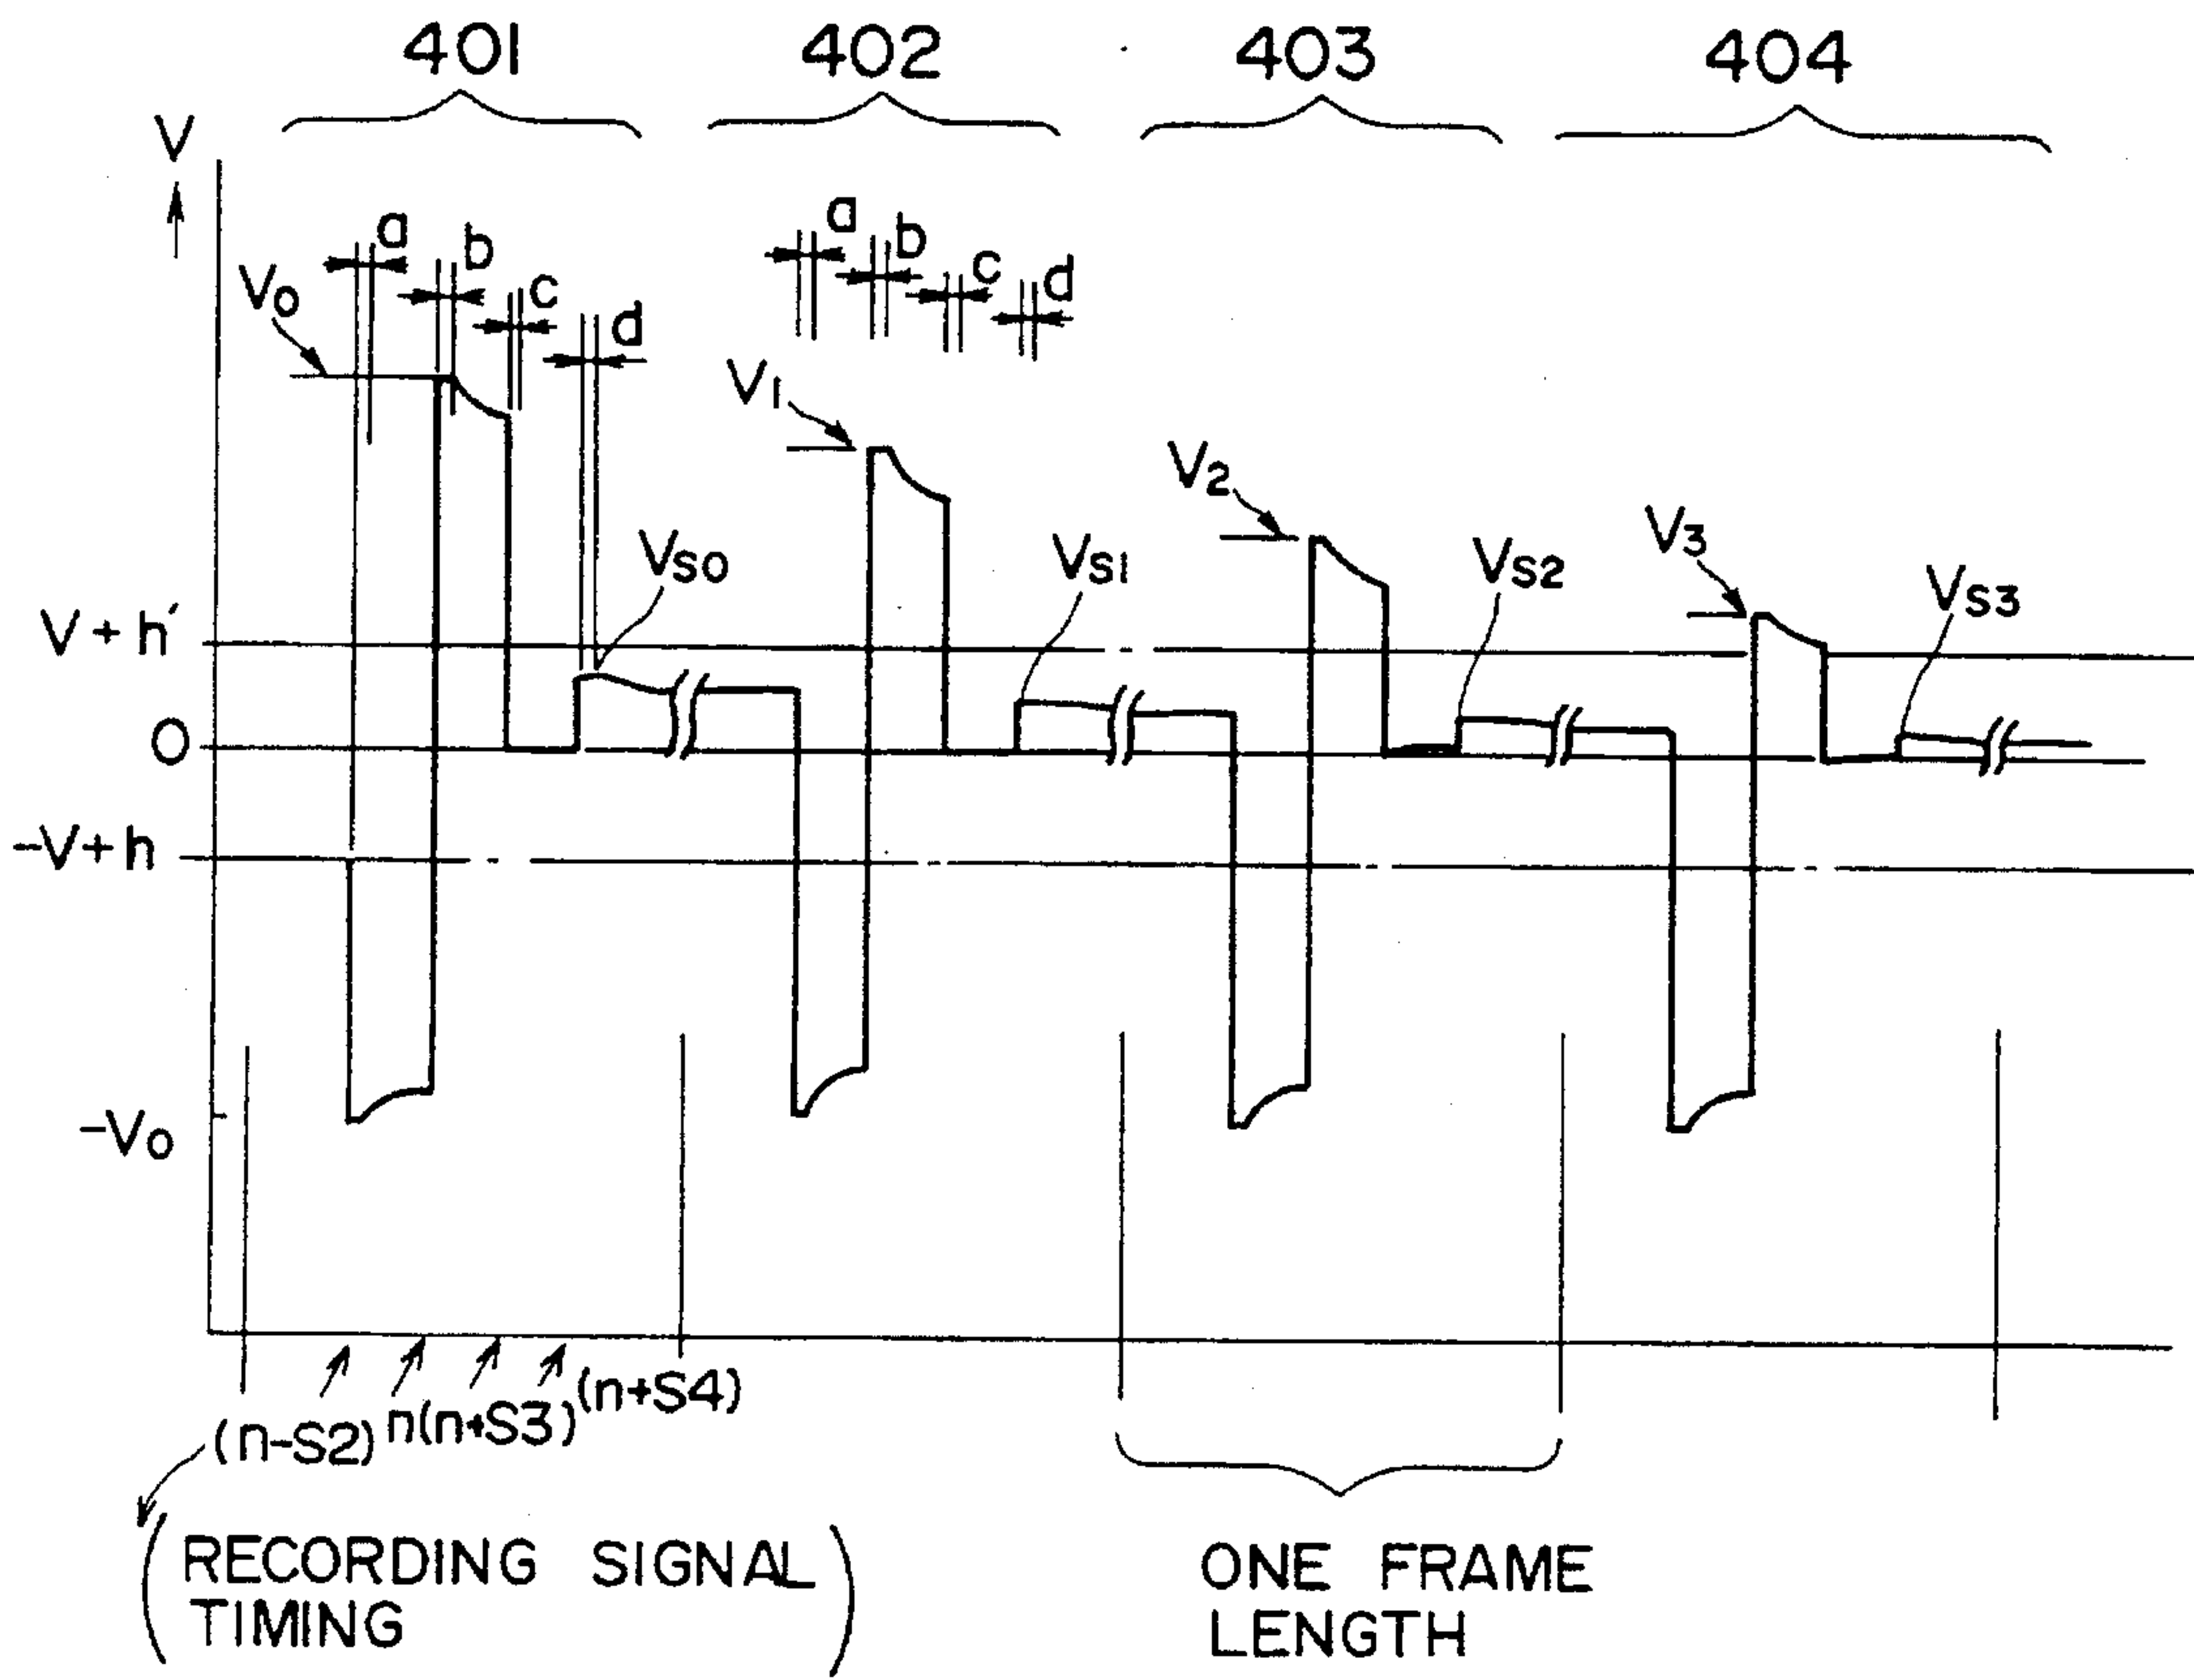 401 402 403 404
V
a b c d
a b c d
V0
V1
V2
V3
VS0
VS1
VS2
VS3
V+h'
0
-V+h
-V0
(n-S2) n (n+S3) (n+S4)
(RECORDING SIGNAL
TIMING)
ONE FRAME
LENGTH